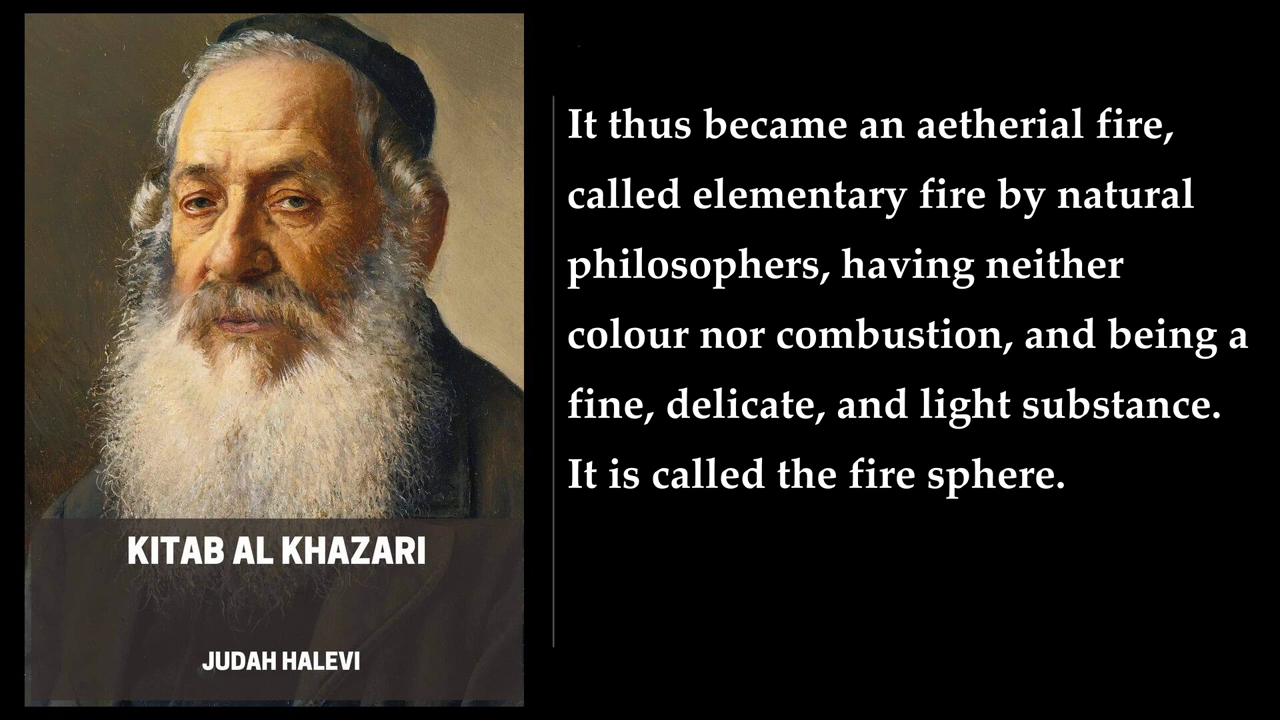 KITAB AL KHAZARI
JUDAH HALEVI
It thus became an aetherial fire,
called elementary fire by natural
philosophers, having neither
colour nor combustion, and being a
fine, delicate, and light substance.
It is called the fire sphere.